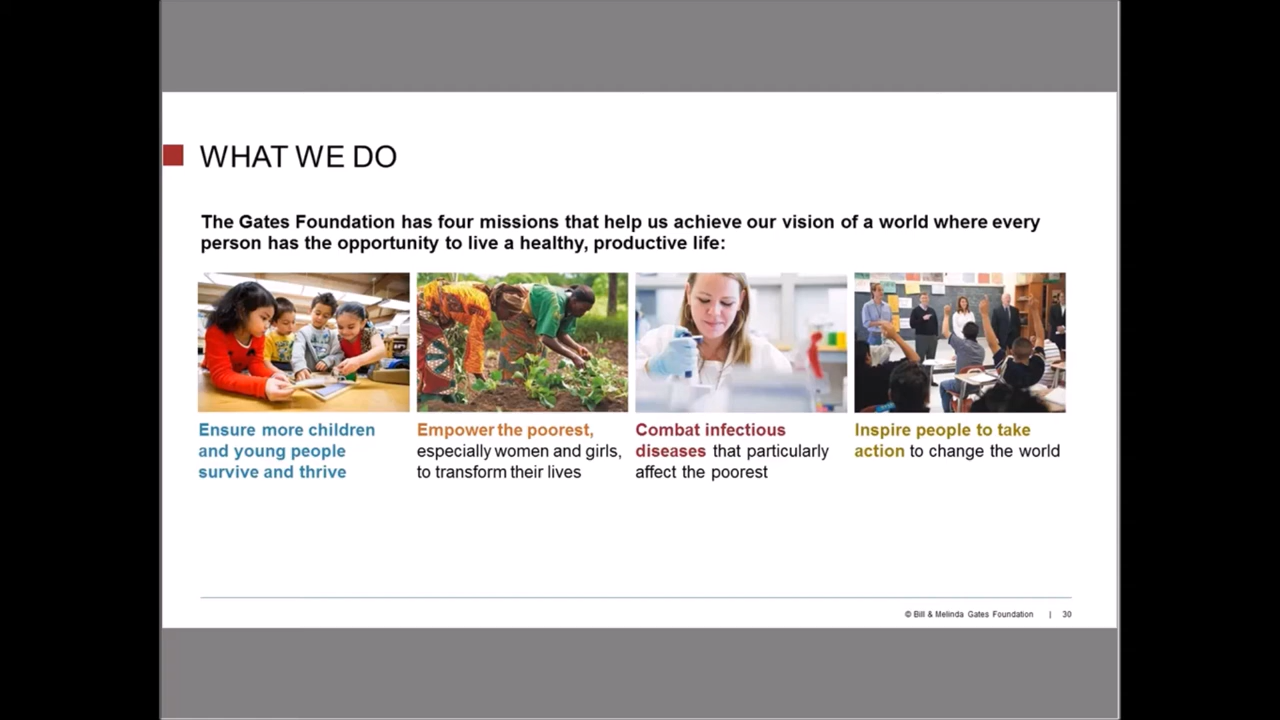 WHAT WE DO
The Gates Foundation has four missions that help us achieve our vision of a world where every
person has the opportunity to live a healthy, productive life:
Ensure more children
and young people
survive and thrive
Empower the poorest,
especially women and girls,
to transform their lives
Combat infectious
diseases that particularly
affect the poorest
Inspire people to take
action to change the world
© Bill & Melinda Gates Foundation | 30